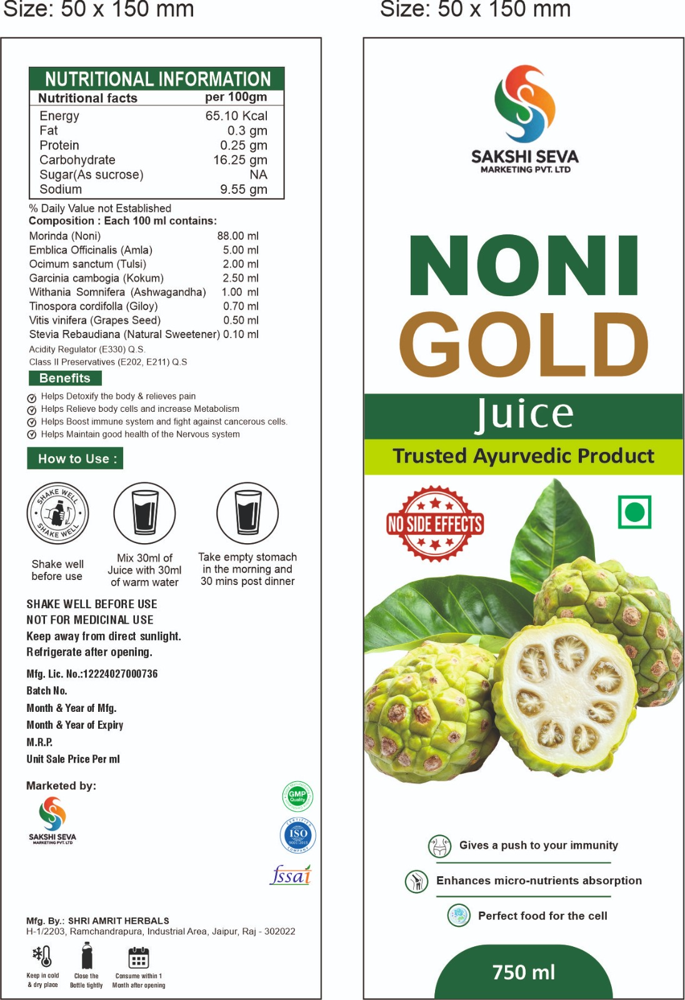 Size: 50 x 150 mm
NUTRITIONAL INFORMATION
Nutritional facts per 100gm
Energy 65.10 Kcal
Fat 0.3 gm
Protein 0.25 gm
Carbohydrate 16.25 gm
Sugar(As sucrose) NA
Sodium 9.55 gm
% Daily Value not Established
Composition : Each 100 ml contains:
Morinda (Noni) 88.00 ml
Emblica Officinalis (Amla) 5.00 ml
Ocimum sanctum (Tulsi) 2.00 ml
Garcinia cambogia (Kokum) 2.50 ml
Withania Somnifera (Ashwagandha) 1.00 ml
Tinospora cordifolla (Giloy) 0.70 ml
Vitis vinifera (Grapes Seed) 0.50 ml
Stevia Rebaudiana (Natural Sweetener) 0.10 ml
Acidity Regulator (E330) Q.S.
Class II Preservatives (E202, E211) Q.S
Benefits
Helps Detoxify the body & relieves pain
Helps Relieve body cells and increase Metabolism
Helps Boost immune system and fight against cancerous cells.
Helps Maintain good health of the Nervous system
How to Use :
SHAKE WELL
SHAKE WELL
Shake well
before use
Mix 30ml of
Juice with 30ml
of warm water
Take empty stomach
in the morning and
30 mins post dinner
SHAKE WELL BEFORE USE
NOT FOR MEDICINAL USE
Keep away from direct sunlight.
Refrigerate after opening.
Mfg. Lic. No.:12224027000736
Batch No.
Month & Year of Mfg.
Month & Year of Expiry
M.R.P.
Unit Sale Price Per ml
Marketed by:
SAKSHI SEVA
MARKETING PVT. LTD
GMP
Quality
CERTIFIED
ISO
9001:2015
COMPANY
fssai
Mfg. By.: SHRI AMRIT HERBALS
H-1/2203, Ramchandrapura, Industrial Area, Jaipur, Raj - 302022
Keep in cold
& dry place
Close the
Bottle tightly
Consume within 1
Month after opening
Size: 50 x 150 mm
SAKSHI SEVA
MARKETING PVT. LTD
NONI
GOLD
Juice
Trusted Ayurvedic Product
NO SIDE EFFECTS
Gives a push to your immunity
Enhances micro-nutrients absorption
Perfect food for the cell
750 ml